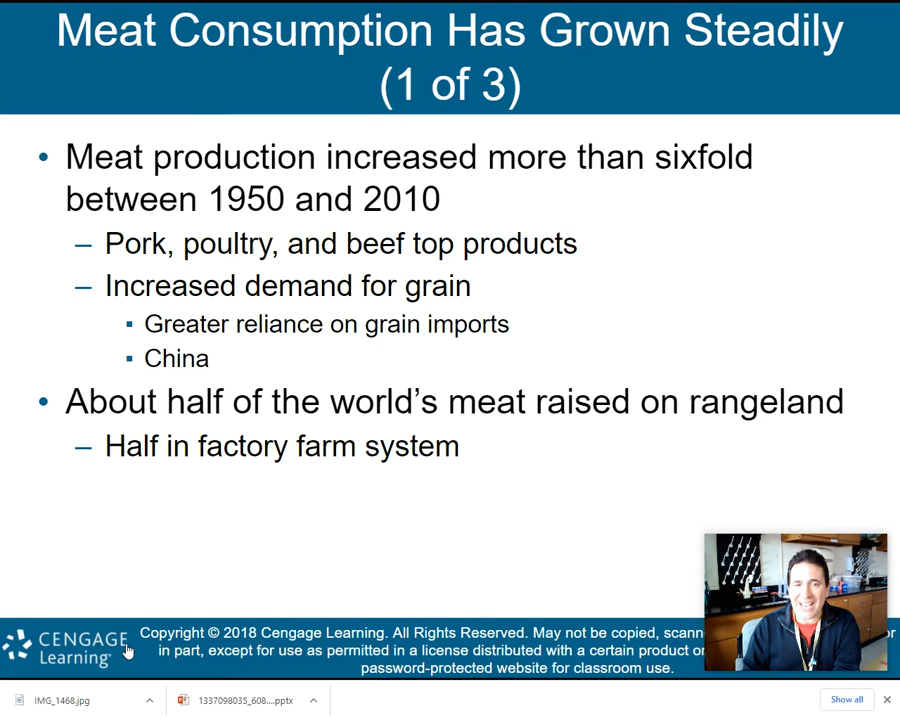 Meat Consumption Has Grown Steadily
(1 of 3)
• Meat production increased more than sixfold
between 1950 and 2010
– Pork, poultry, and beef top products
– Increased demand for grain
▪ Greater reliance on grain imports
▪ China
• About half of the world’s meat raised on rangeland
– Half in factory farm system
CENGAGE
Learning®
Copyright © 2018 Cengage Learning. All Rights Reserved. May not be copied,
in part, except for use as permitted in a license distributed with a certain product or
password-protected website for classroom use.
IMG_1468.jpg
1337098035_608....pptx
Show all